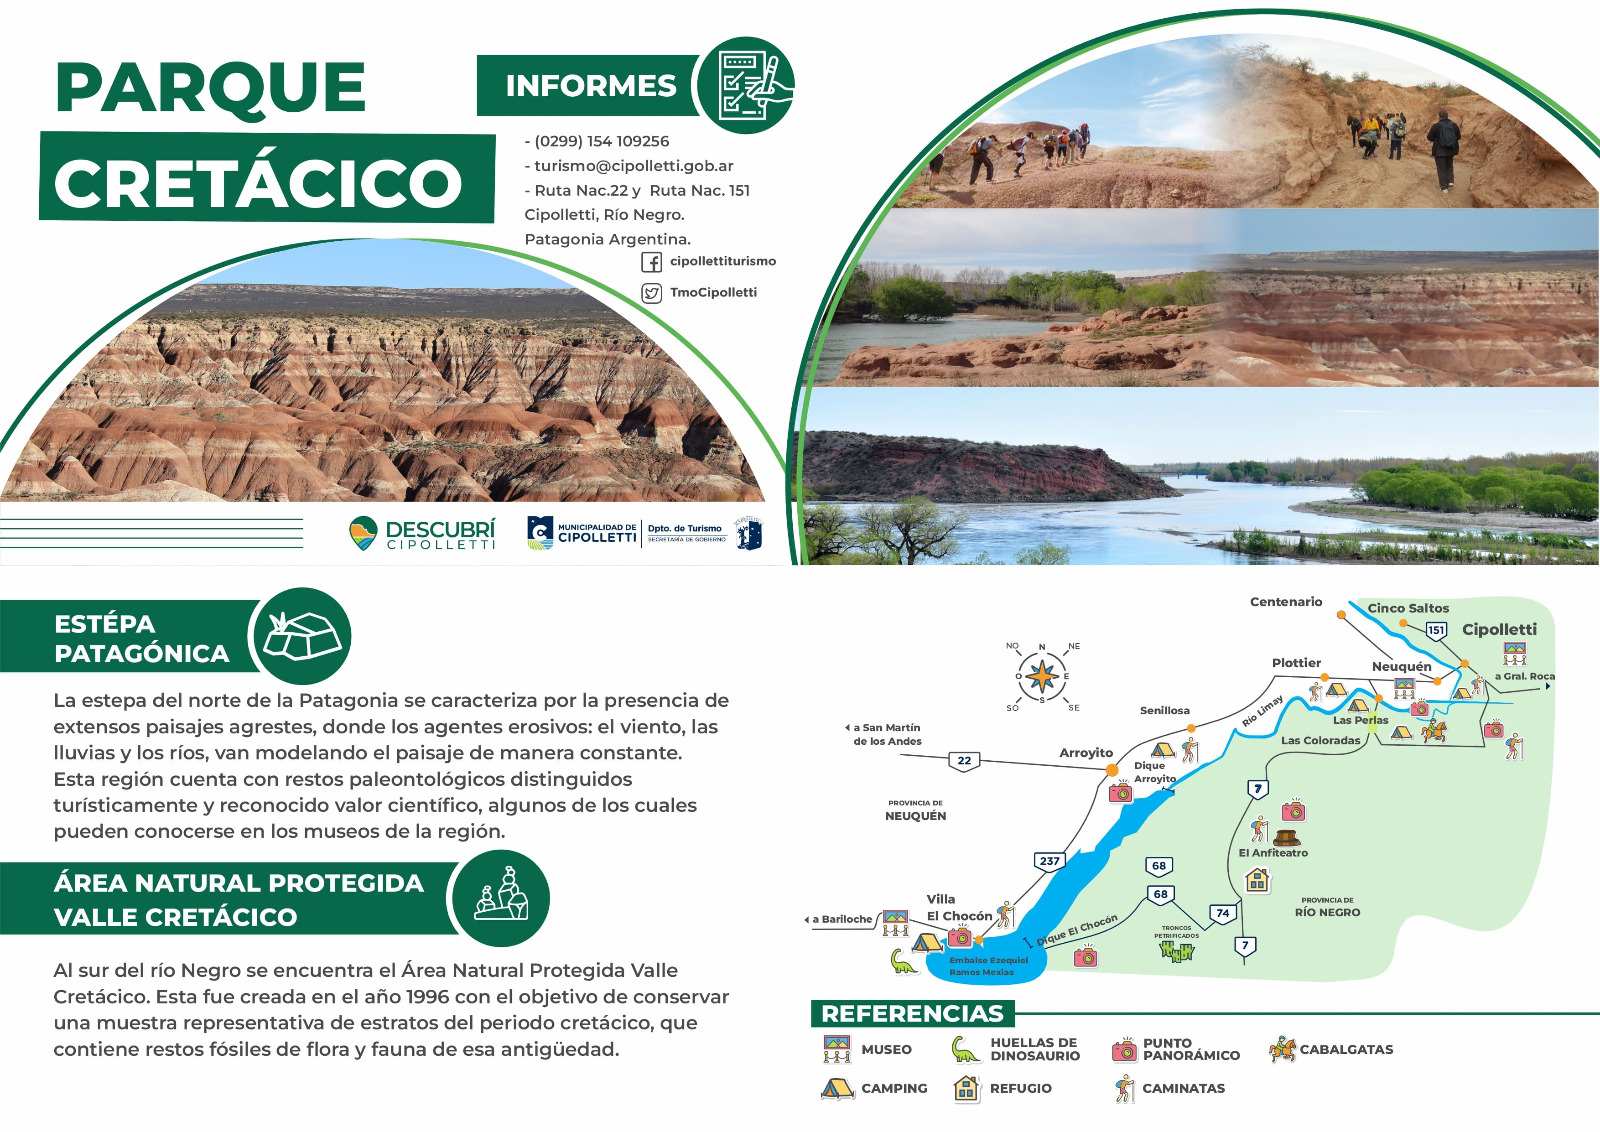 PARQUE
CRETÁCICO
INFORMES
- (0299) 154 109256
- turismo@cipolletti.gob.ar
- Ruta Nac.22 y Ruta Nac. 151
Cipolletti, Río Negro.
Patagonia Argentina.
cipollettiturismo
TmoCipolletti
DESCUBRÍ
CIPOLLETTI
MUNICIPALIDAD DE
CIPOLLETTI
Dpto. de Turismo
SECRETARÍA DE GOBIERNO
ESTÉPA
PATAGÓNICA
La estepa del norte de la Patagonia se caracteriza por la presencia de
extensos paisajes agrestes, donde los agentes erosivos: el viento, las
lluvias y los ríos, van modelando el paisaje de manera constante.
Esta región cuenta con restos paleontológicos distinguidos
turísticamente y reconocido valor científico, algunos de los cuales
pueden conocerse en los museos de la región.
ÁREA NATURAL PROTEGIDA
VALLE CRETÁCICO
Al sur del río Negro se encuentra el Área Natural Protegida Valle
Cretácico. Esta fue creada en el año 1996 con el objetivo de conservar
una muestra representativa de estratos del periodo cretácico, que
contiene restos fósiles de flora y fauna de esa antigüedad.
Centenario
Cinco Saltos
151
Cipolletti
NO
N
NE
O
E
SO
S
SE
Plottier
Neuquén
a Gral. Roca
Río Limay
Las Perlas
Senillosa
Las Coloradas
a San Martín
de los Andes
22
Arroyito
Dique
Arroyito
7
PROVINCIA DE
NEUQUÉN
237
El Anfiteatro
68
68
74
7
PROVINCIA DE
RÍO NEGRO
Villa
El Chocón
a Bariloche
Dique El Chocón
TRONCOS
PETRIFICADOS
Embalse Ezequiel
Ramos Mexias
REFERENCIAS
MUSEO
HUELLAS DE
DINOSAURIO
PUNTO
PANORÁMICO
CABALGATAS
CAMPING
REFUGIO
CAMINATAS